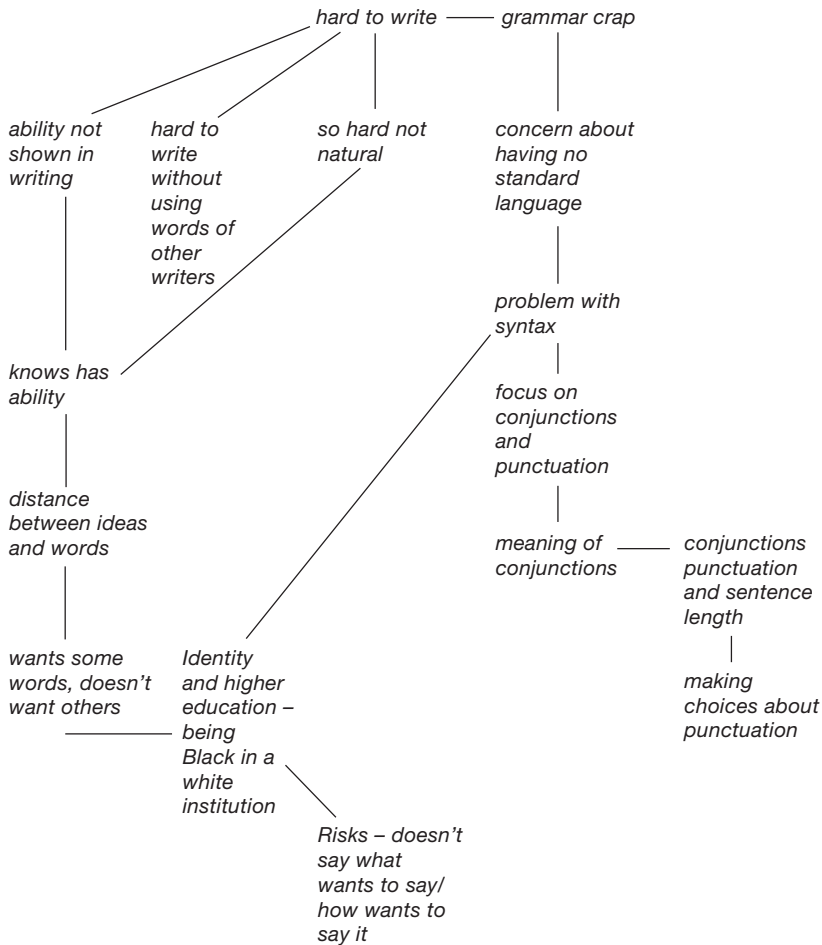 hard to write
grammar crap
ability not
shown in
writing
hard to
write
without
using
words of
other
writers
so hard not
natural
concern about
having no
standard
language
problem with
syntax
knows has
ability
focus on
conjunctions
and
punctuation
distance
between ideas
and words
meaning of
conjunctions
conjunctions
punctuation
and sentence
length
wants some
words, doesn't
want others
Identity
and higher
education –
being
Black in a
white
institution
making
choices about
punctuation
Risks – doesn't
say what
wants to say/
how wants to
say it